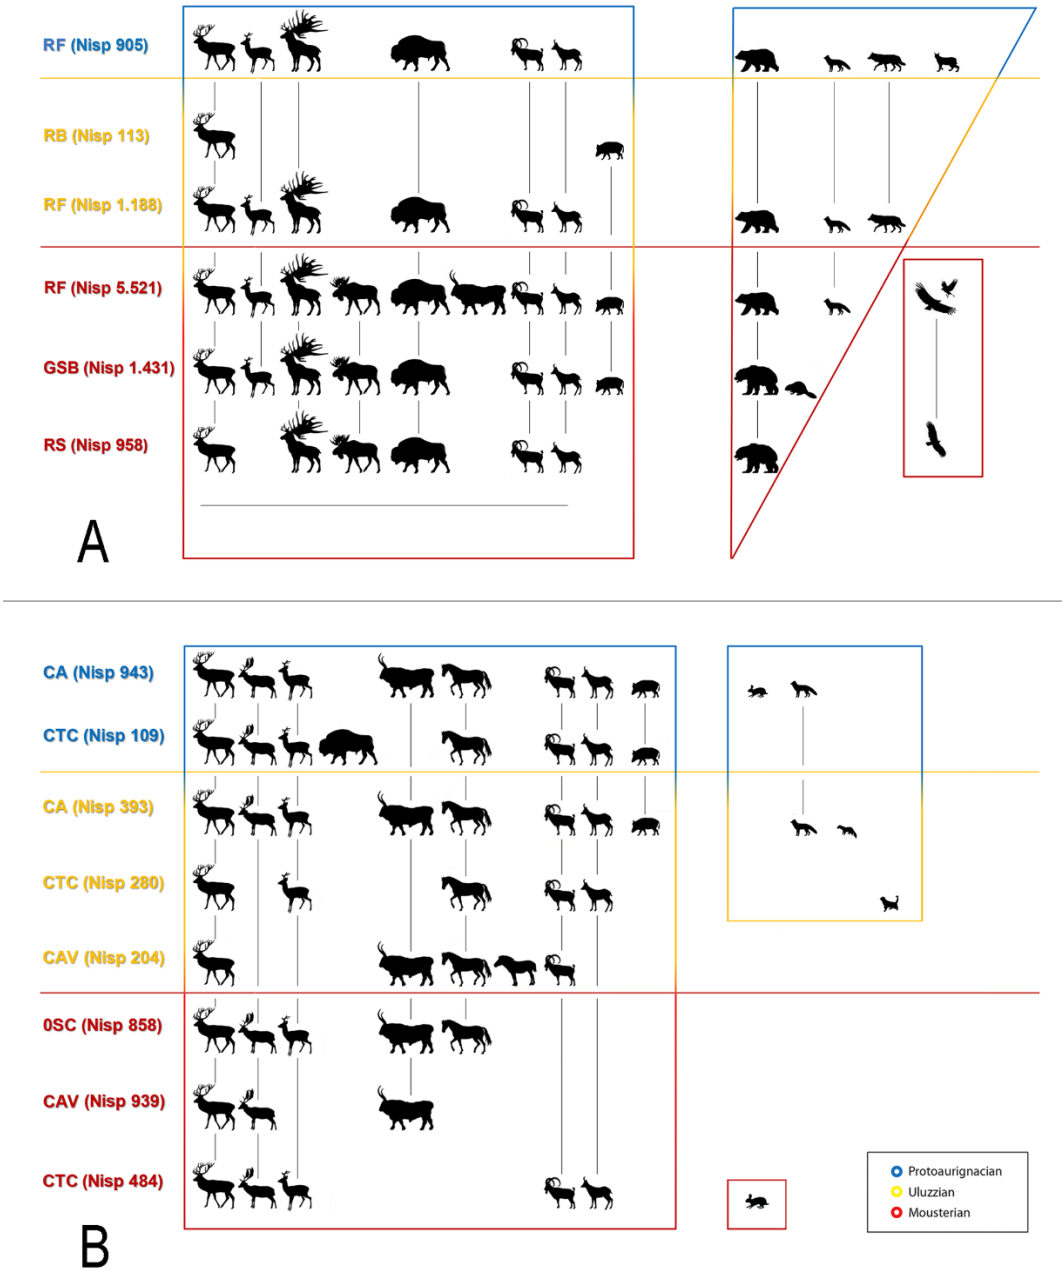 RF (Nisp 905)
RB (Nisp 113)
RF (Nisp 1.188)
RF (Nisp 5.521)
GSB (Nisp 1.431)
RS (Nisp 958)
A
CA (Nisp 943)
CTC (Nisp 109)
CA (Nisp 393)
CTC (Nisp 280)
CAV (Nisp 204)
0SC (Nisp 858)
CAV (Nisp 939)
CTC (Nisp 484)
Protoaurignacian
Uluzzian
Mousterian
B